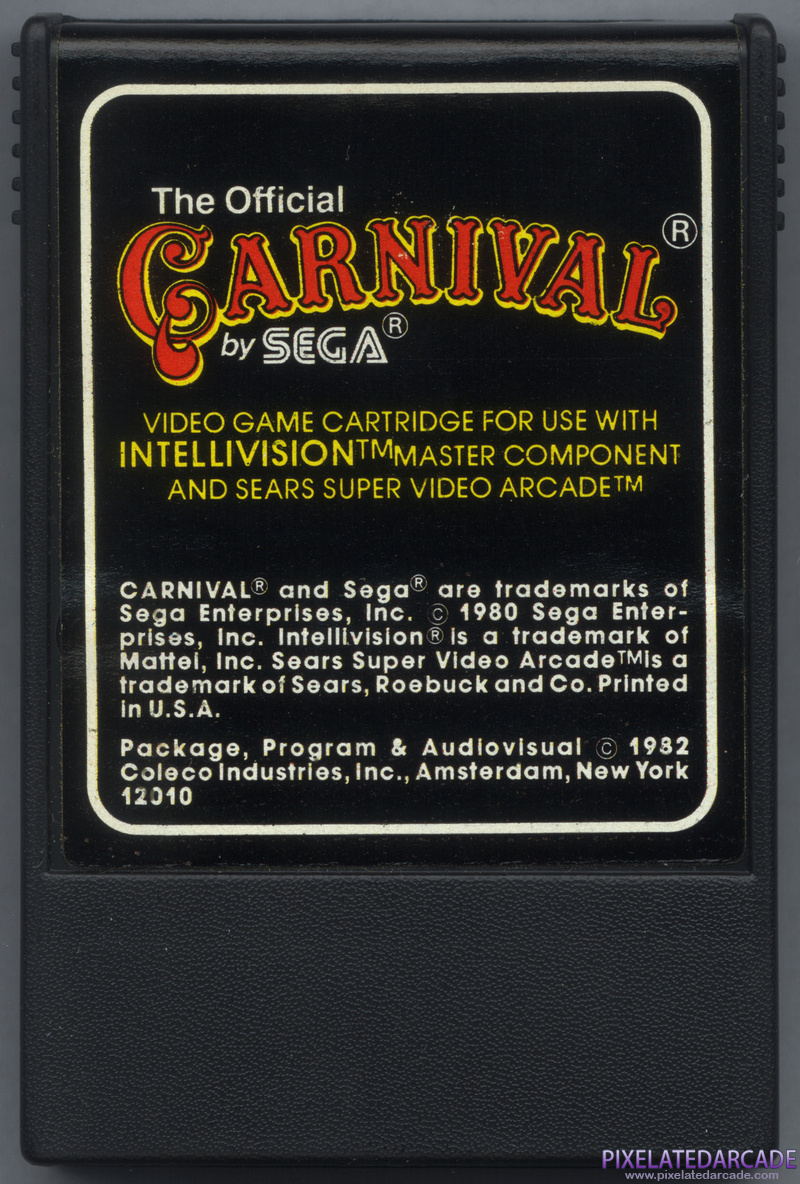 The Official
CARNIVAL®
by SEGA®
VIDEO GAME CARTRIDGE FOR USE WITH
INTELLIVISION™ MASTER COMPONENT
AND SEARS SUPER VIDEO ARCADE™
CARNIVAL® and Sega® are trademarks of
Sega Enterprises, Inc. © 1980 Sega Enter-
prises, Inc. Intellivision® is a trademark of
Mattel, Inc. Sears Super Video Arcade™ is a
trademark of Sears, Roebuck and Co. Printed
in U.S.A.
Package, Program & Audiovisual © 1982
Coleco Industries, Inc., Amsterdam, New York
12010
PIXELATEDARCADE
www.pixelatedarcade.com